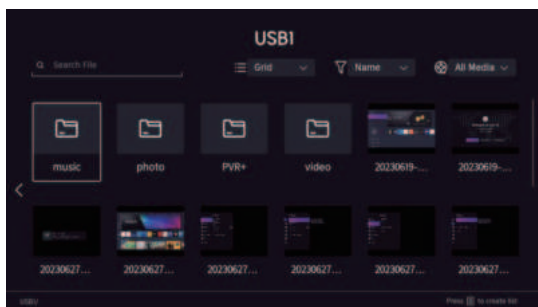 USB1
Search File
Grid
Name
All Media
music
photo
PVR+
video
20230619-...
20230619-...
20230627...
20230627...
20230627...
20230627...
20230627...
20230627...
USB1/
Press to create list